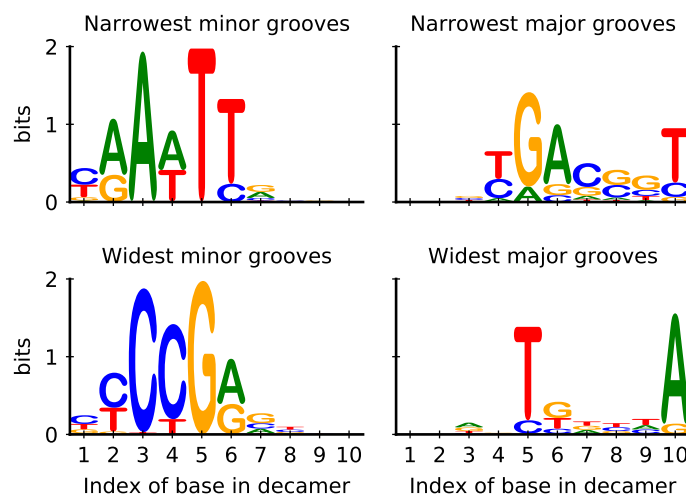 Narrowest minor grooves
Narrowest major grooves
2
bits
1
0
C
T
A
G
A
A
T
T
T
C
G
A
C
T
C
G
A
A
G
C
G
A
G
C
G
T
T
C
Widest minor grooves
Widest major grooves
2
bits
1
0
C
T
C
T
C
C
T
G
A
G
G
C
A
A
T
C
G
T
C
T
A
A
G
1 2 3 4 5 6 7 8 9 10
1 2 3 4 5 6 7 8 9 10
Index of base in decamer
Index of base in decamer